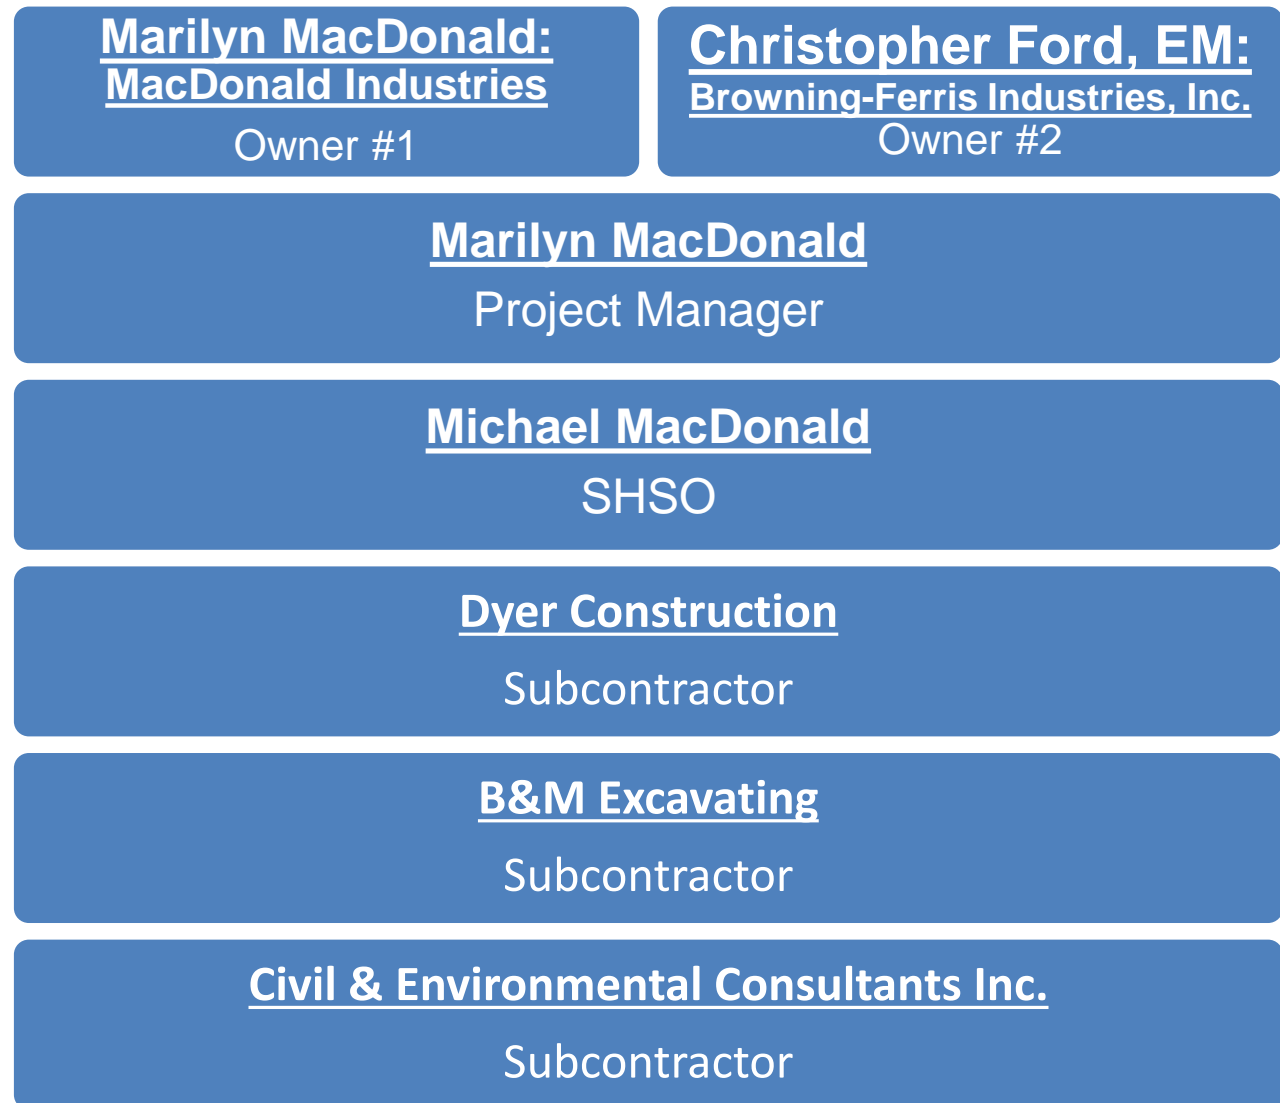 Marilyn MacDonald:
MacDonald Industries
Owner #1
Christopher Ford, EM:
Browning-Ferris Industries, Inc.
Owner #2
Marilyn MacDonald
Project Manager
Michael MacDonald
SHSO
Dyer Construction
Subcontractor
B&M Excavating
Subcontractor
Civil & Environmental Consultants Inc.
Subcontractor